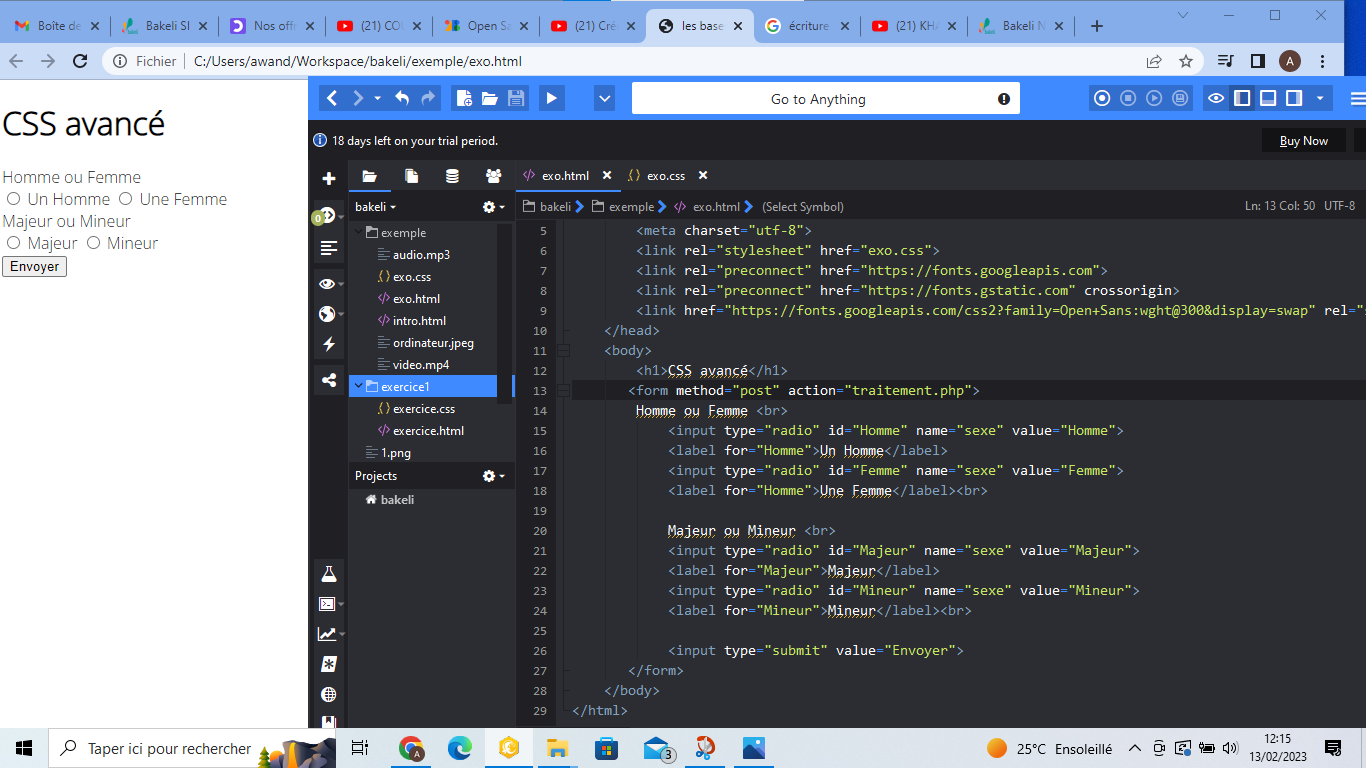 Boîte de
Bakeli Sl
Nos offr
(21) COU
Open Sa
(21) Cré
les base
écriture
(21) KHA
Bakeli N
Fichier
C:/Users/awand/Workspace/bakeli/exemple/exo.html
A
CSS avancé
Homme ou Femme
Un Homme Une Femme
Majeur ou Mineur
Majeur Mineur
Envoyer
Go to Anything
18 days left on your trial period.
Buy Now
exo.html
exo.css
bakeli
bakeli
exemple
exo.html
(Select Symbol)
Ln: 13 Col: 50 UTF-8
0
exemple
audio.mp3
exo.css
exo.html
intro.html
ordinateur.jpeg
video.mp4
exercice1
exercice.css
exercice.html
1.png
Projects
bakeli
5 <meta charset="utf-8">
6 <link rel="stylesheet" href="exo.css">
7 <link rel="preconnect" href="https://fonts.googleapis.com">
8 <link rel="preconnect" href="https://fonts.gstatic.com" crossorigin>
9 <link href="https://fonts.googleapis.com/css2?family=Open+Sans:wght@300&display=swap" rel="
10 </head>
11 <body>
12 <h1>CSS avancé</h1>
13 <form method="post" action="traitement.php">
14 Homme ou Femme <br>
15 <input type="radio" id="Homme" name="sexe" value="Homme">
16 <label for="Homme">Un Homme</label>
17 <input type="radio" id="Femme" name="sexe" value="Femme">
18 <label for="Homme">Une Femme</label><br>
19
20 Majeur ou Mineur <br>
21 <input type="radio" id="Majeur" name="sexe" value="Majeur">
22 <label for="Majeur">Majeur</label>
23 <input type="radio" id="Mineur" name="sexe" value="Mineur">
24 <label for="Mineur">Mineur</label><br>
25
26 <input type="submit" value="Envoyer">
27 </form>
28 </body>
29 </html>
Taper ici pour rechercher
A
3
25°C Ensoleillé
12:15
13/02/2023